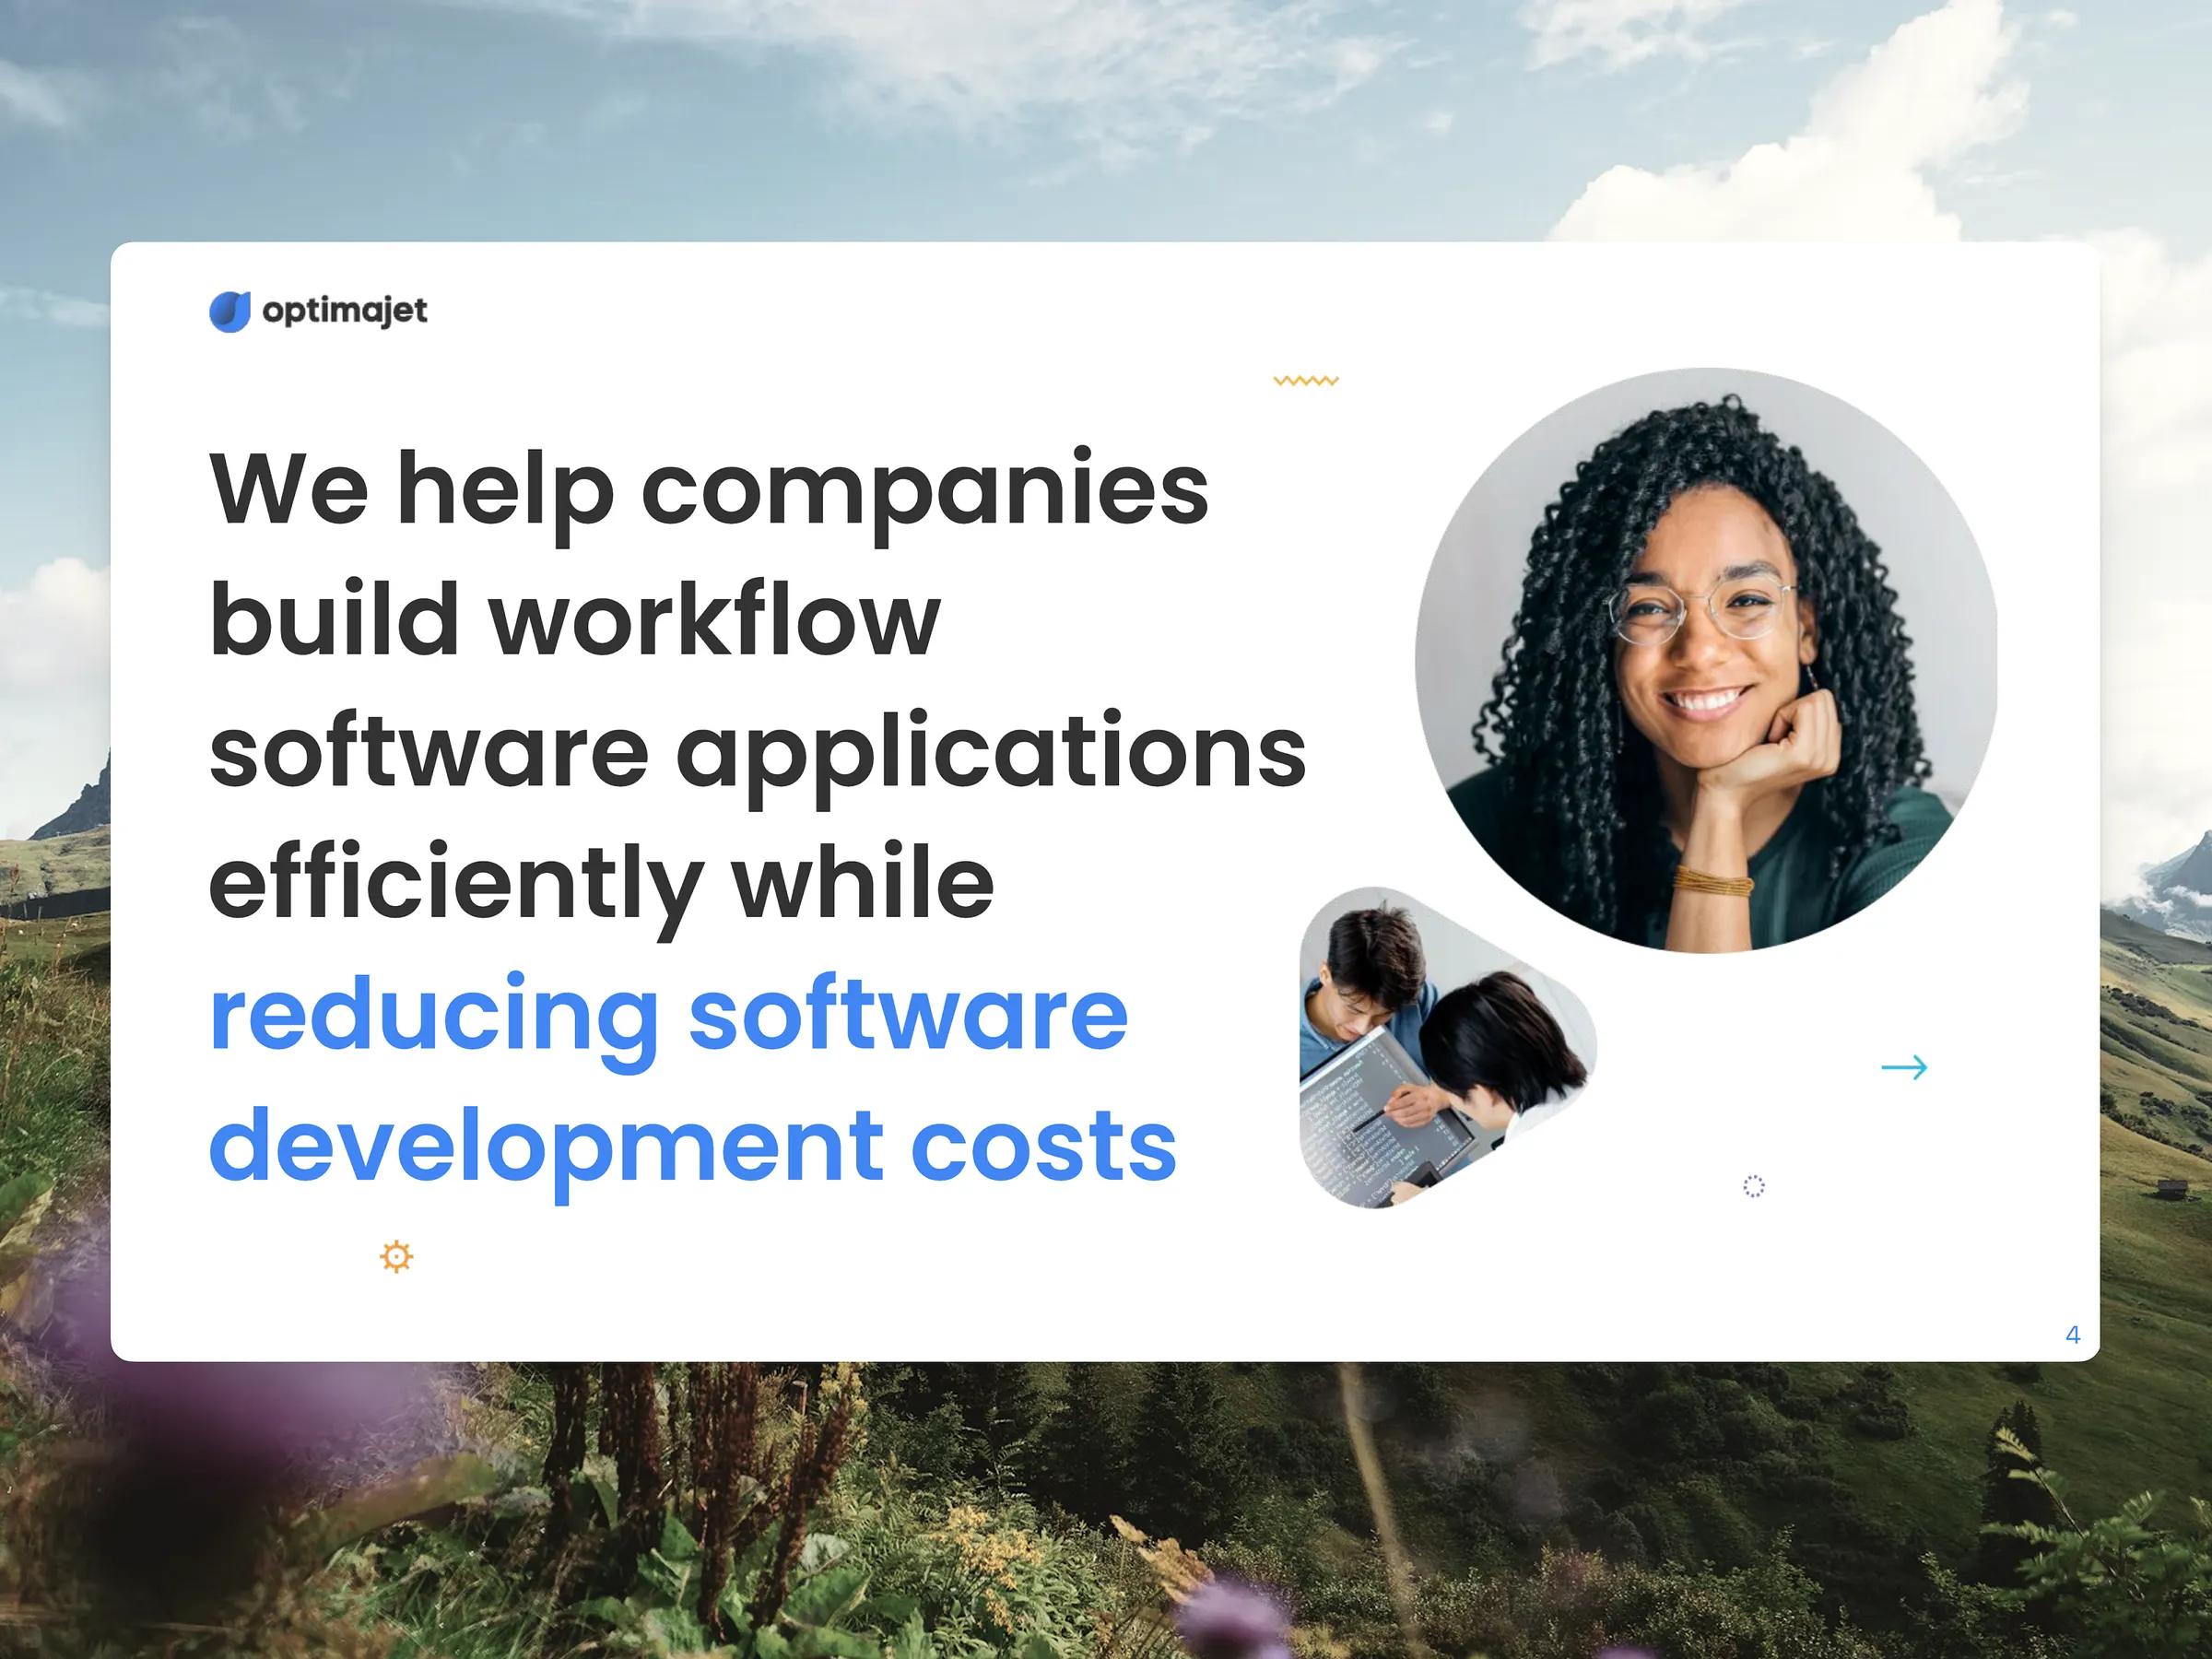 optimajet
We help companies
build workflow
software applications
efficiently while
reducing software
development costs
4